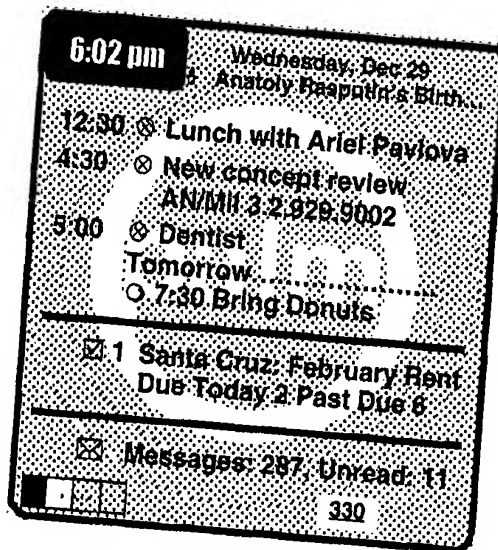 6:02 pm
Wednesday, Dec 29
Anatoly Rasputin's Birth...
12:30 Lunch with Ariel Pavlova
4:30 New concept review
AN/Mil 3.2.929.9002
5:00 Dentist
Tomorrow
7:30 Bring Donuts
1 Santa Cruz: February Rent
Due Today 2 Past Due 6
Messages: 287, Unread: 11
330